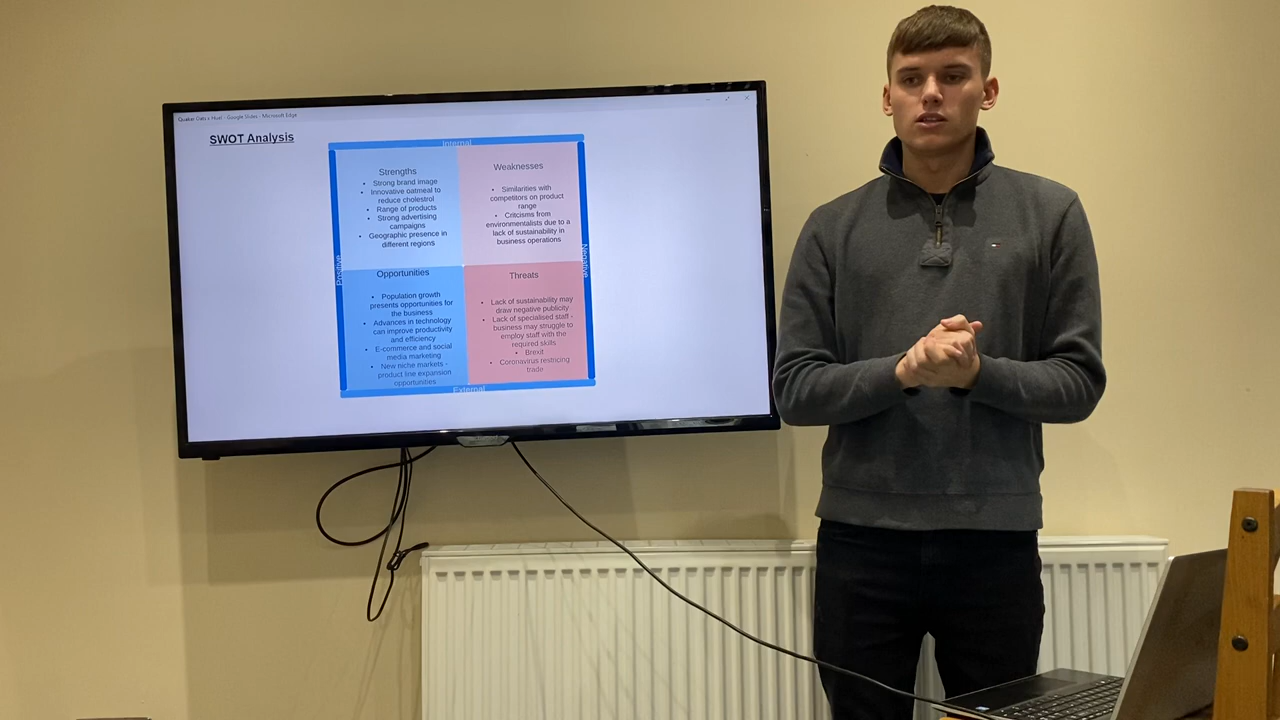 Quaker Oats x Huel - Google Slides - Microsoft Edge
SWOT Analysis
Internal
Strengths
• Strong brand image
• Innovative oatmeal to
reduce cholestrol
• Range of products
• Strong advertising
campaigns
• Geographic presence in
different regions
Weaknesses
• Similarities with
competitors on product
range
• Critcisms from
environmentalists due to a
lack of sustainability in
business operations
Positive
Negative
Opportunities
• Population growth
presents opportunities for
the business
• Advances in technology
can improve productivity
and efficiency
• E-commerce and social
media marketing
• New niche markets -
product line expansion
opportunities
Threats
• Lack of sustainability may
draw negative publicity
• Lack of specialised staff -
business may struggle to
employ staff with the
required skills
• Brexit
• Coronavirus restricing
trade
External